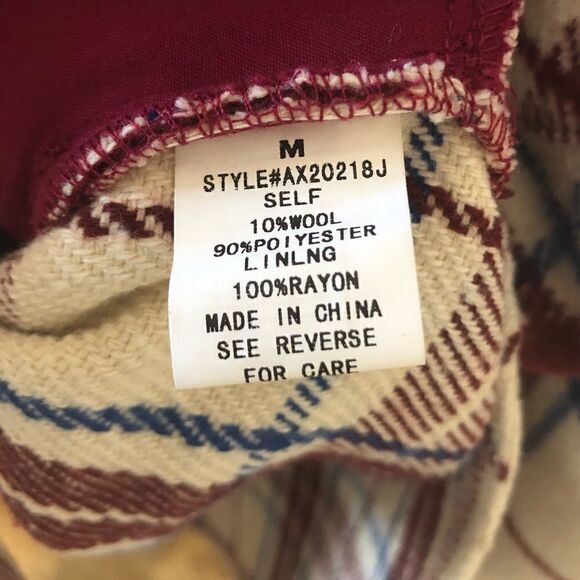 M
STYLE#AX20218J
SELF
10%WOOL
90%POIYESTER
LINLNG
100%RAYON
MADE IN CHINA
SEE REVERSE
FOR CARE